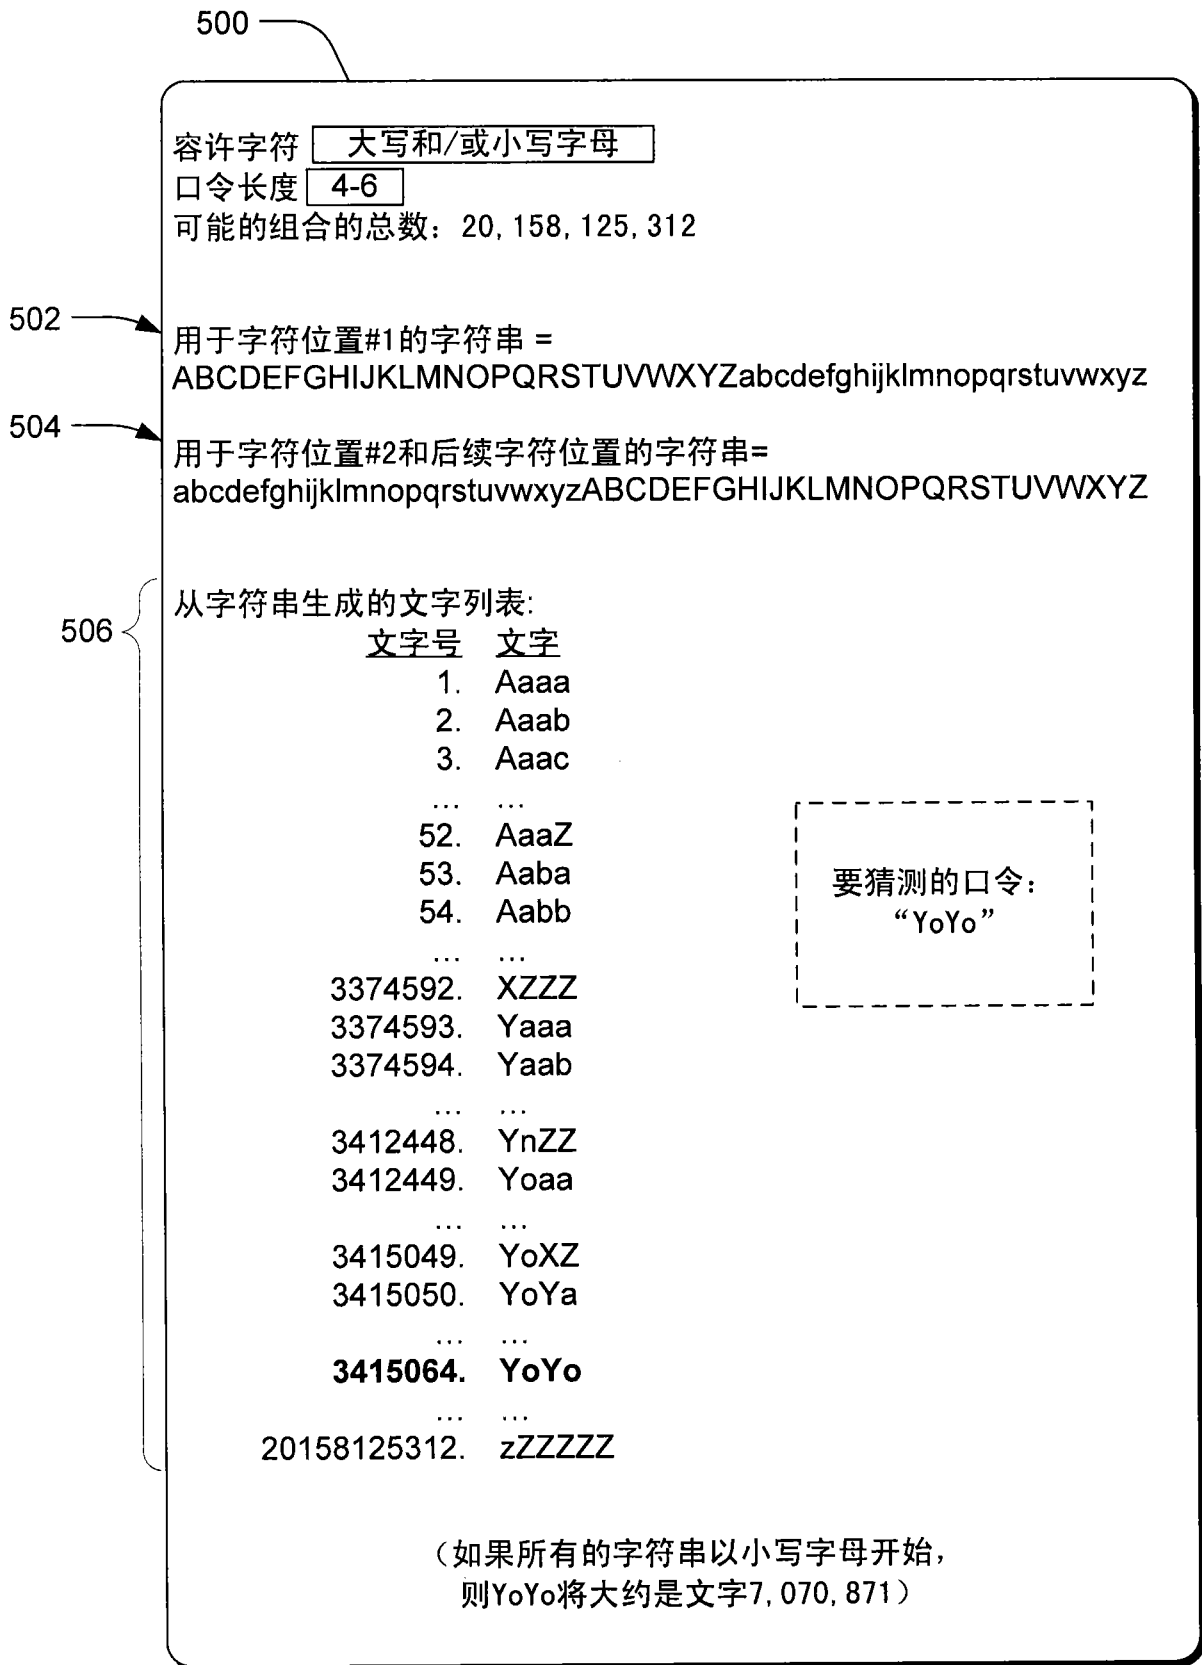 500
容许字符 大写和/或小写字母
口令长度 4-6
可能的组合的总数: 20,158,125,312
502
用于字符位置#1的字符串 =
ABCDEFGHIJKLMNOPQRSTUVWXYZabcdefghijklmnopqrstuvwxyz
504
用于字符位置#2和后续字符位置的字符串=
abcdefghijklmnopqrstuvwxyzABCDEFGHIJKLMNOPQRSTUVWXYZ
506
从字符串生成的文字列表:
文字号 文字
1. Aaaa
2. Aaab
3. Aaac
... ...
52. AaaZ
53. Aaba
54. Aabb
... ...
3374592. XZZZ
3374593. Yaaa
3374594. Yaab
... ...
3412448. YnZZ
3412449. Yoaa
... ...
3415049. YoXZ
3415050. YoYa
... ...
3415064. YoYo
... ...
20158125312. zZZZZZ
要猜测的口令:
“YoYo”
(如果所有的字符串以小写字母开始,
则YoYo将大约是文字7,070,871)